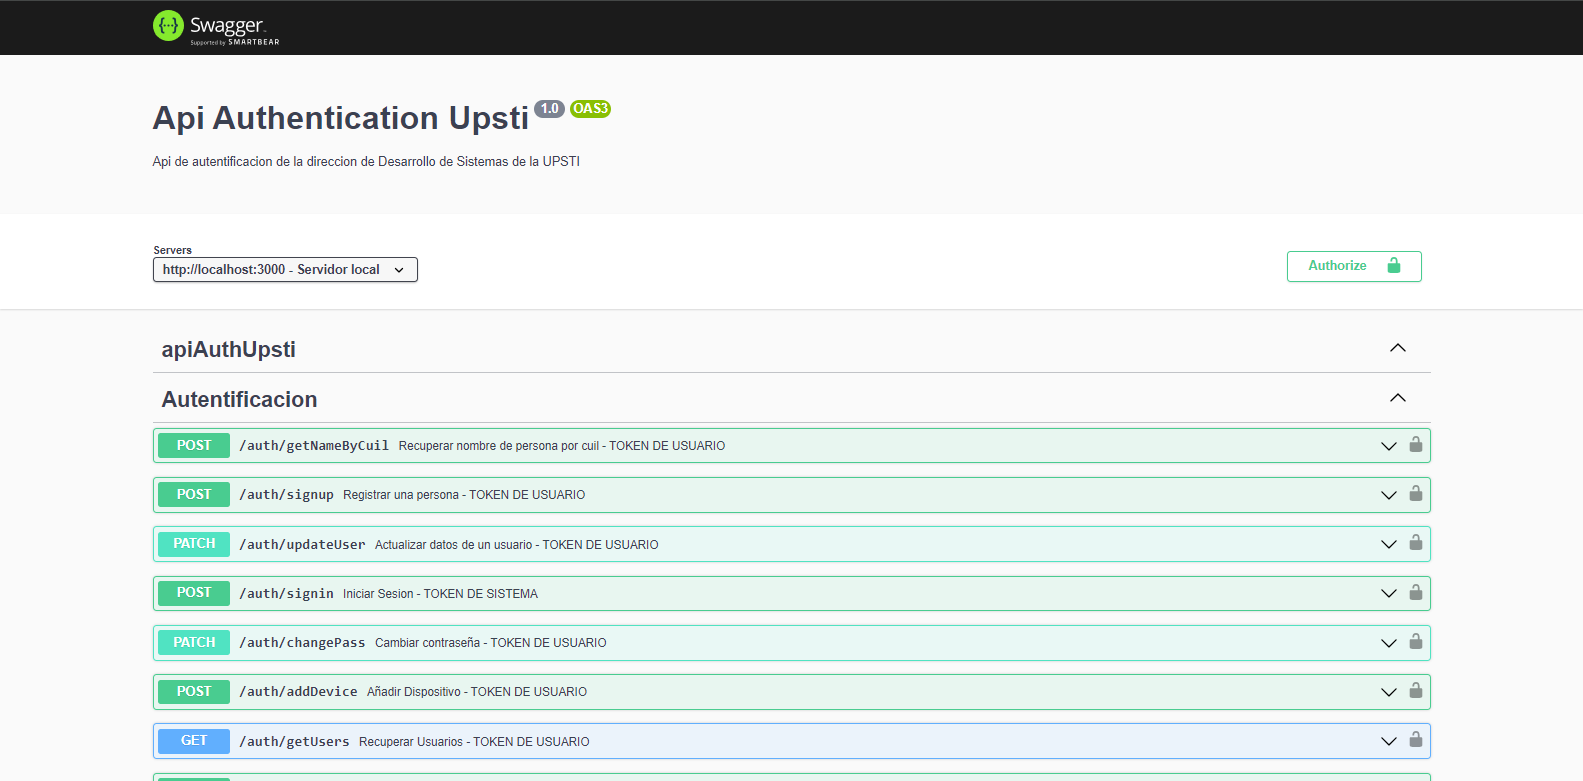 Swagger
Supported by SMARTBEAR
Api Authentication Upsti 1.0 OAS3
Api de autentificacion de la direccion de Desarrollo de Sistemas de la UPSTI
Servers
http://localhost:3000 - Servidor local
Authorize
apiAuthUpsti
Autentificacion
POST /auth/getNameByCuil Recuperar nombre de persona por cuil - TOKEN DE USUARIO
POST /auth/signup Registrar una persona - TOKEN DE USUARIO
PATCH /auth/updateUser Actualizar datos de un usuario - TOKEN DE USUARIO
POST /auth/signin Iniciar Sesion - TOKEN DE SISTEMA
PATCH /auth/changePass Cambiar contraseña - TOKEN DE USUARIO
POST /auth/addDevice Añadir Dispositivo - TOKEN DE USUARIO
GET /auth/getUsers Recuperar Usuarios - TOKEN DE USUARIO